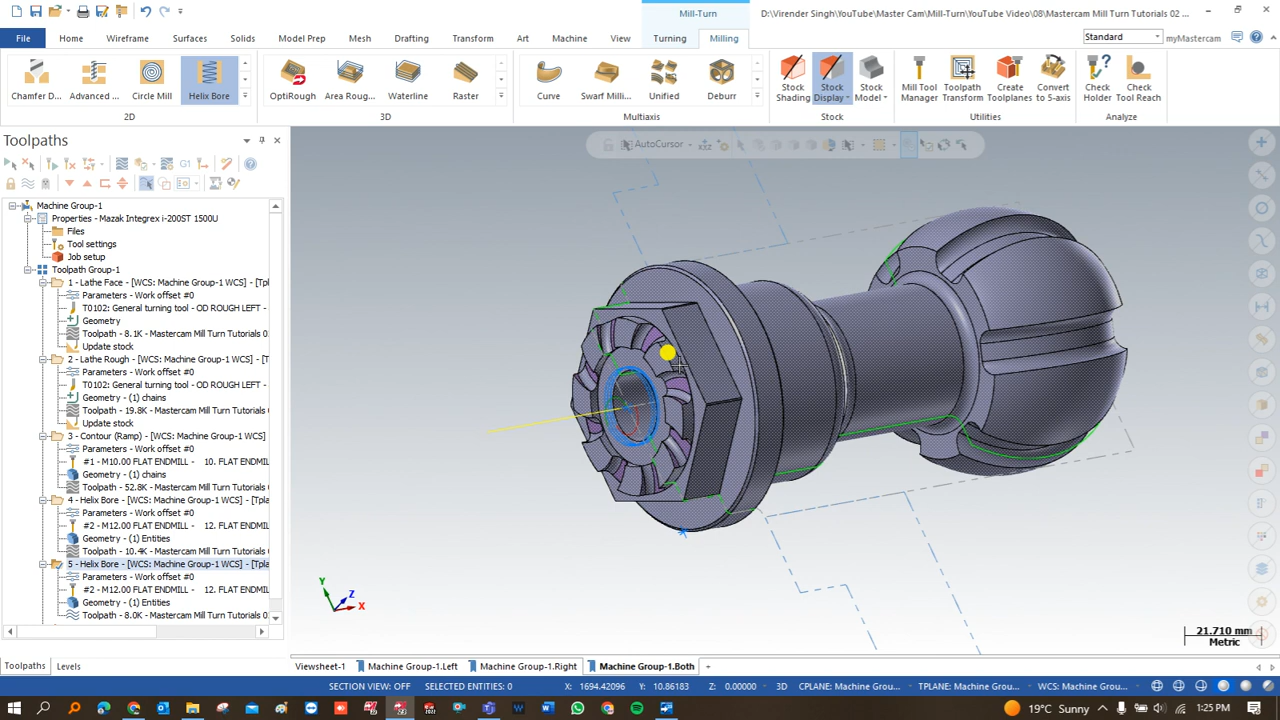 Mill-Turn
D:\Virender Singh\YouTube\Master Cam\Mill-Turn\YouTube Video\08\Mastercam Mill Turn Tutorials 02 ...
File
Home
Wireframe
Surfaces
Solids
Model Prep
Mesh
Drafting
Transform
Art
Machine
View
Turning
Milling
Standard
myMastercam
Chamfer D...
Advanced ...
Circle Mill
Helix Bore
OptiRough
Area Roug...
Waterline
Raster
Curve
Swarf Milli...
Unified
Deburr
Stock Shading
Stock Display
Stock Model
Mill Tool Manager
Toolpath Transform
Create Toolplanes
Convert to 5-axis
Check Holder
Check Tool Reach
2D
3D
Multiaxis
Stock
Utilities
Analyze
Toolpaths
AutoCursor
G1
Machine Group-1
Properties - Mazak Integrex i-200ST 1500U
Files
Tool settings
Job setup
Toolpath Group-1
1 - Lathe Face - [WCS: Machine Group-1 WCS] - [Tp
Parameters - Work offset #0
T0102: General turning tool - OD ROUGH LEFT -
Geometry -
Toolpath - 8.1K - Mastercam Mill Turn Tutorials 0
Update stock
2 - Lathe Rough - [WCS: Machine Group-1 WCS] - [
Parameters - Work offset #0
T0102: General turning tool - OD ROUGH LEFT -
Geometry - (1) chains
Toolpath - 19.8K - Mastercam Mill Turn Tutorials
Update stock
3 - Contour (Ramp) - [WCS: Machine Group-1 WCS]
Parameters - Work offset #0
#1 - M10.00 FLAT ENDMILL - 10. FLAT ENDMILL
Geometry - (1) chains
Toolpath - 52.8K - Mastercam Mill Turn Tutorials
4 - Helix Bore - [WCS: Machine Group-1 WCS] - [Tpla
Parameters - Work offset #0
#2 - M12.00 FLAT ENDMILL - 12. FLAT ENDMILL
Geometry - (1) Entities
Toolpath - 10.4K - Mastercam Mill Turn Tutorials
5 - Helix Bore - [WCS: Machine Group-1 WCS] - [Tpla
Parameters - Work offset #0
#2 - M12.00 FLAT ENDMILL - 12. FLAT ENDMILL
Geometry - (1) Entities
Toolpath - 8.0K - Mastercam Mill Turn Tutorials 0
Y
Z
X
21.710 mm
Metric
Toolpaths
Levels
Viewsheet-1
Machine Group-1.Left
Machine Group-1.Right
Machine Group-1.Both
+
SECTION VIEW: OFF
SELECTED ENTITIES: 0
X: 1694.42096
Y: 10.86183
Z: 0.00000
3D
CPLANE: Machine Grou...
TPLANE: Machine Grou...
WCS: Machine Group-1...
19°C Sunny
1:25 PM